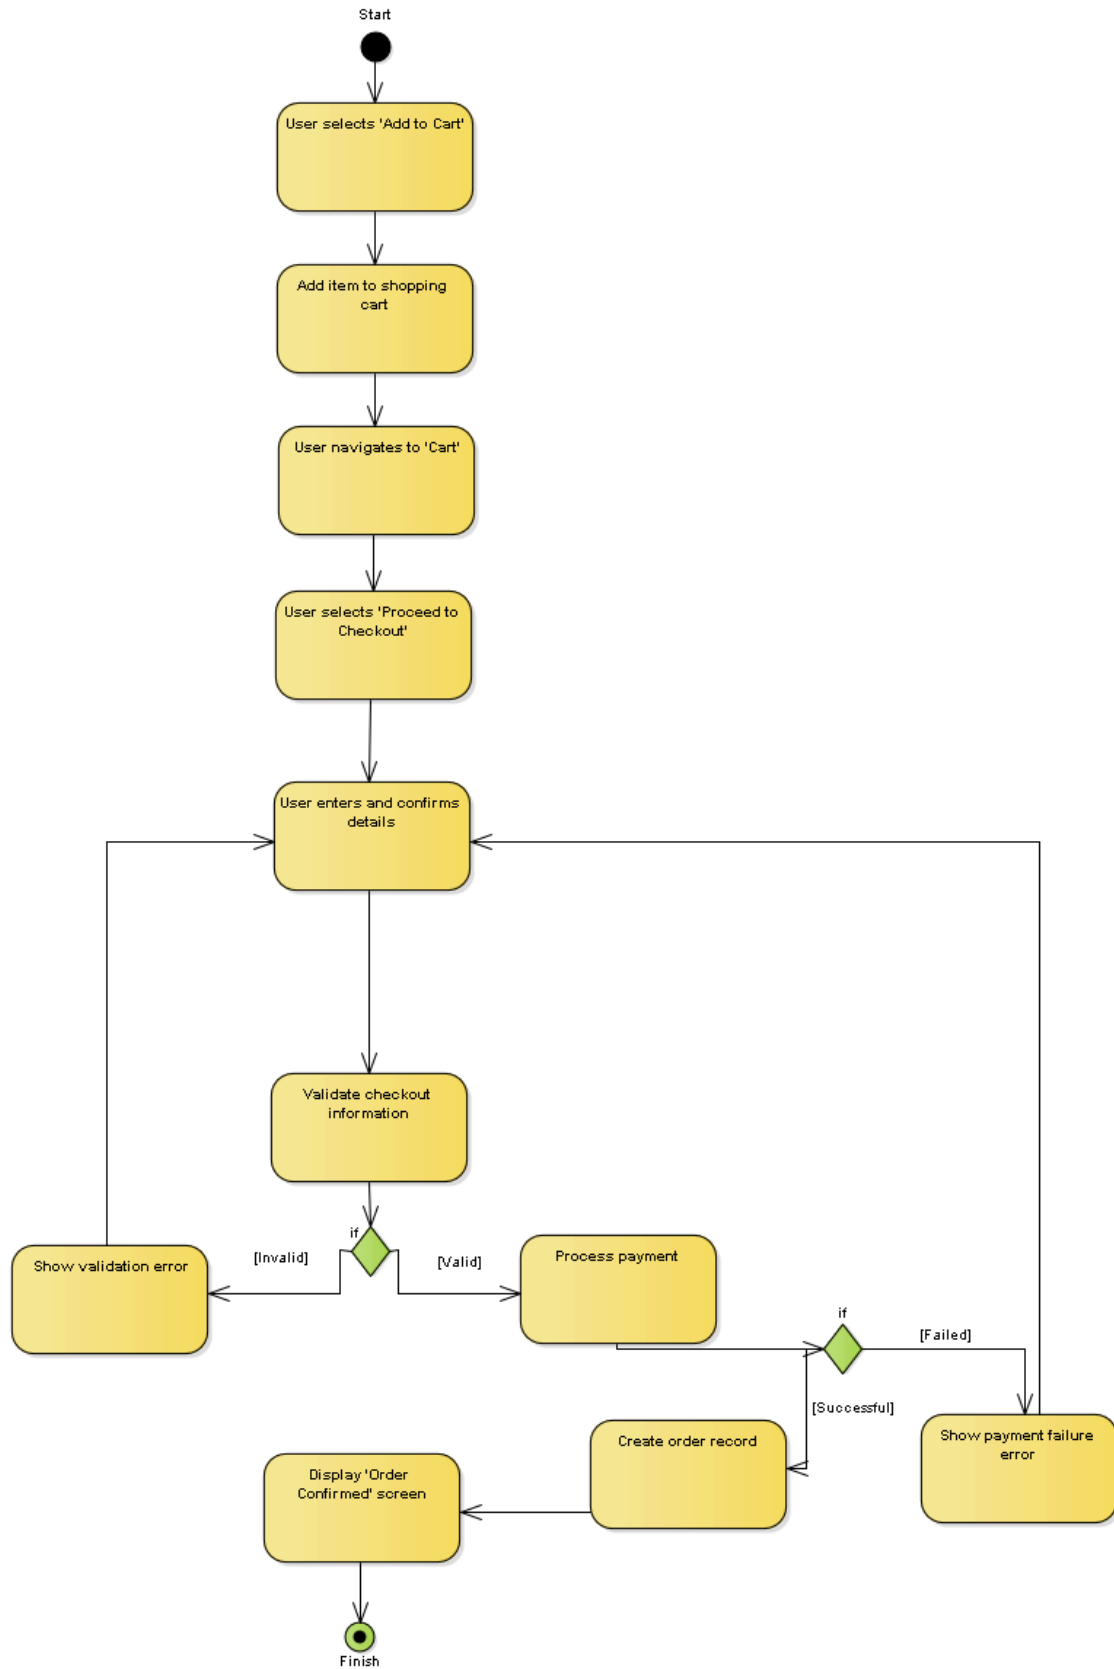 Start
User selects 'Add to Cart'
Add item to shopping
cart
User navigates to 'Cart'
User selects 'Proceed to
Checkout'
User enters and confirms
details
Validate checkout
information
if
[Invalid]
[Valid]
Show validation error
Process payment
if
[Failed]
[Successful]
Create order record
Show payment failure
error
Display 'Order
Confirmed' screen
Finish